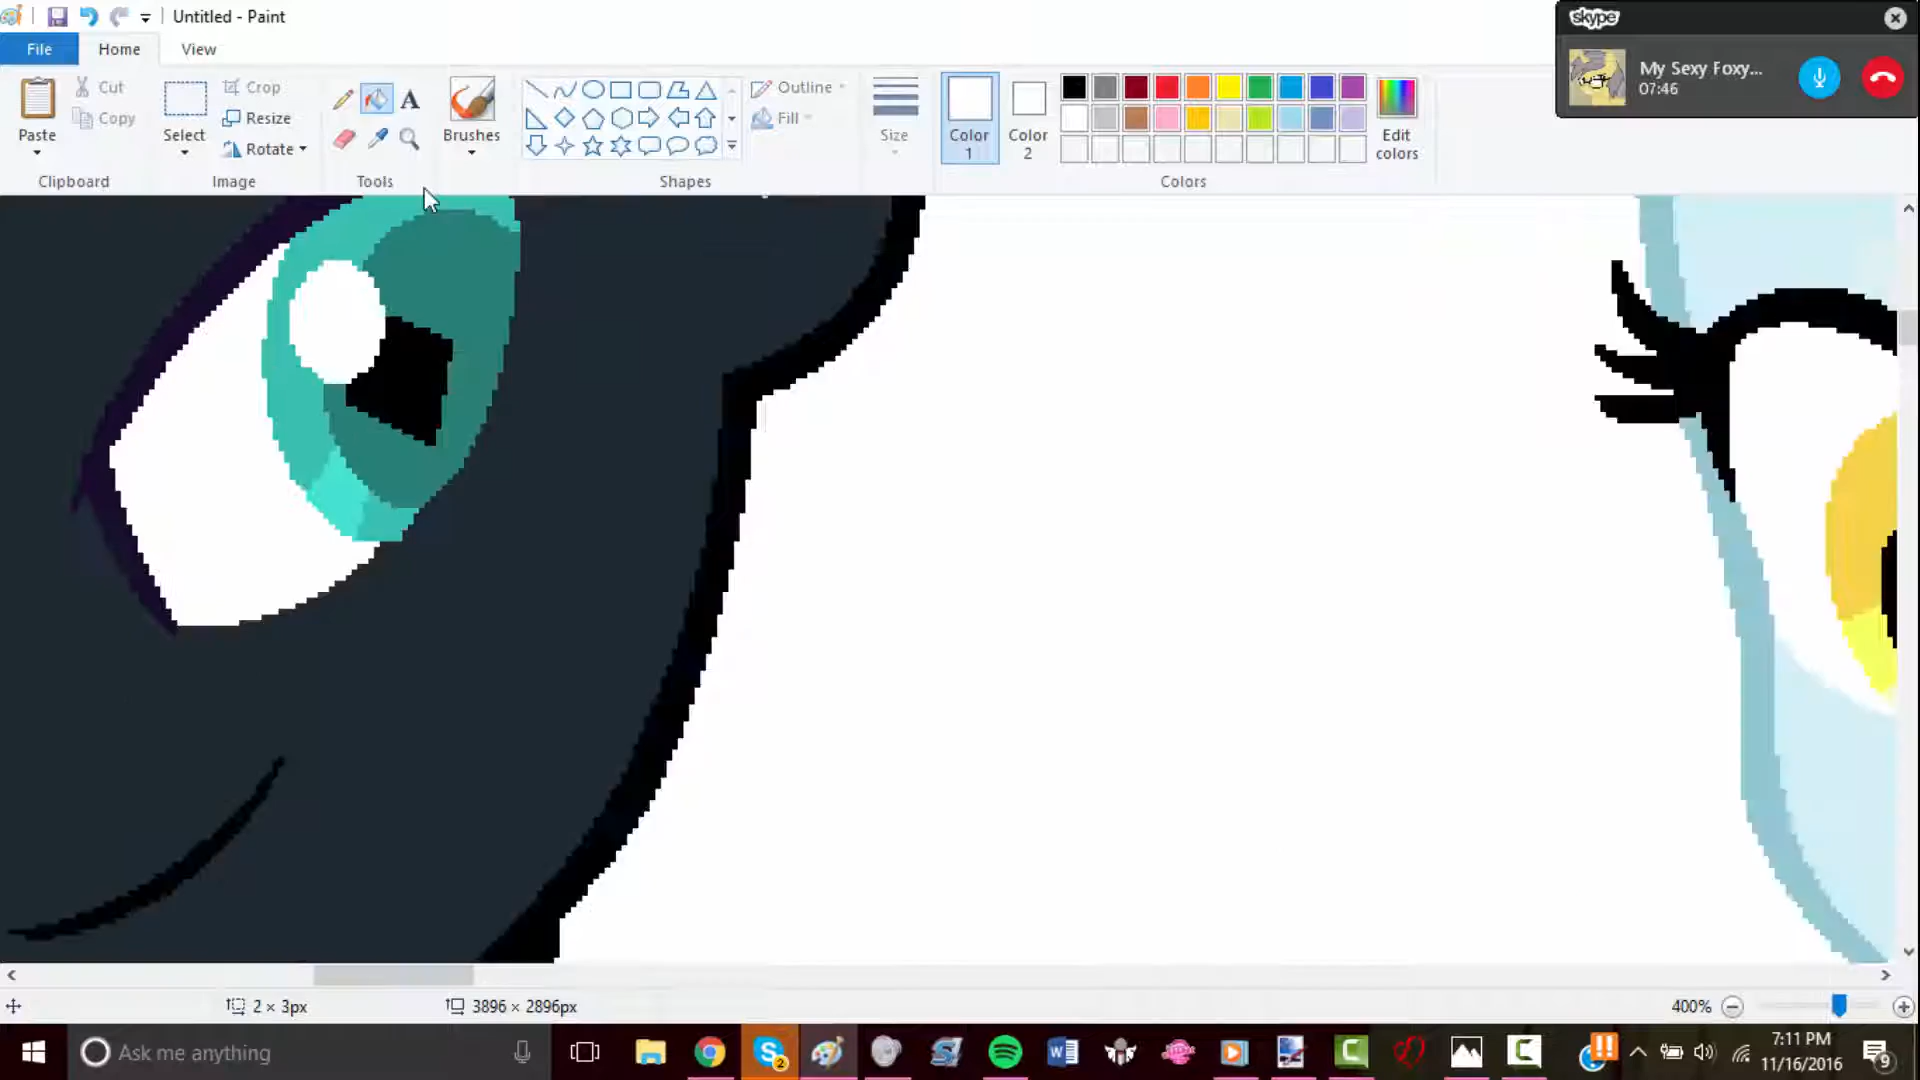 Untitled - Paint
skype
My Sexy Foxy...
07:46
File
Home
View
Paste
Cut
Copy
Select
Crop
Resize
Rotate
A
Brushes
Outline
Fill
Size
Color
1
Color
2
Edit
colors
Clipboard
Image
Tools
Shapes
Colors
2 × 3px
3896 × 2896px
400%
Ask me anything
2
7:11 PM
11/16/2016
9